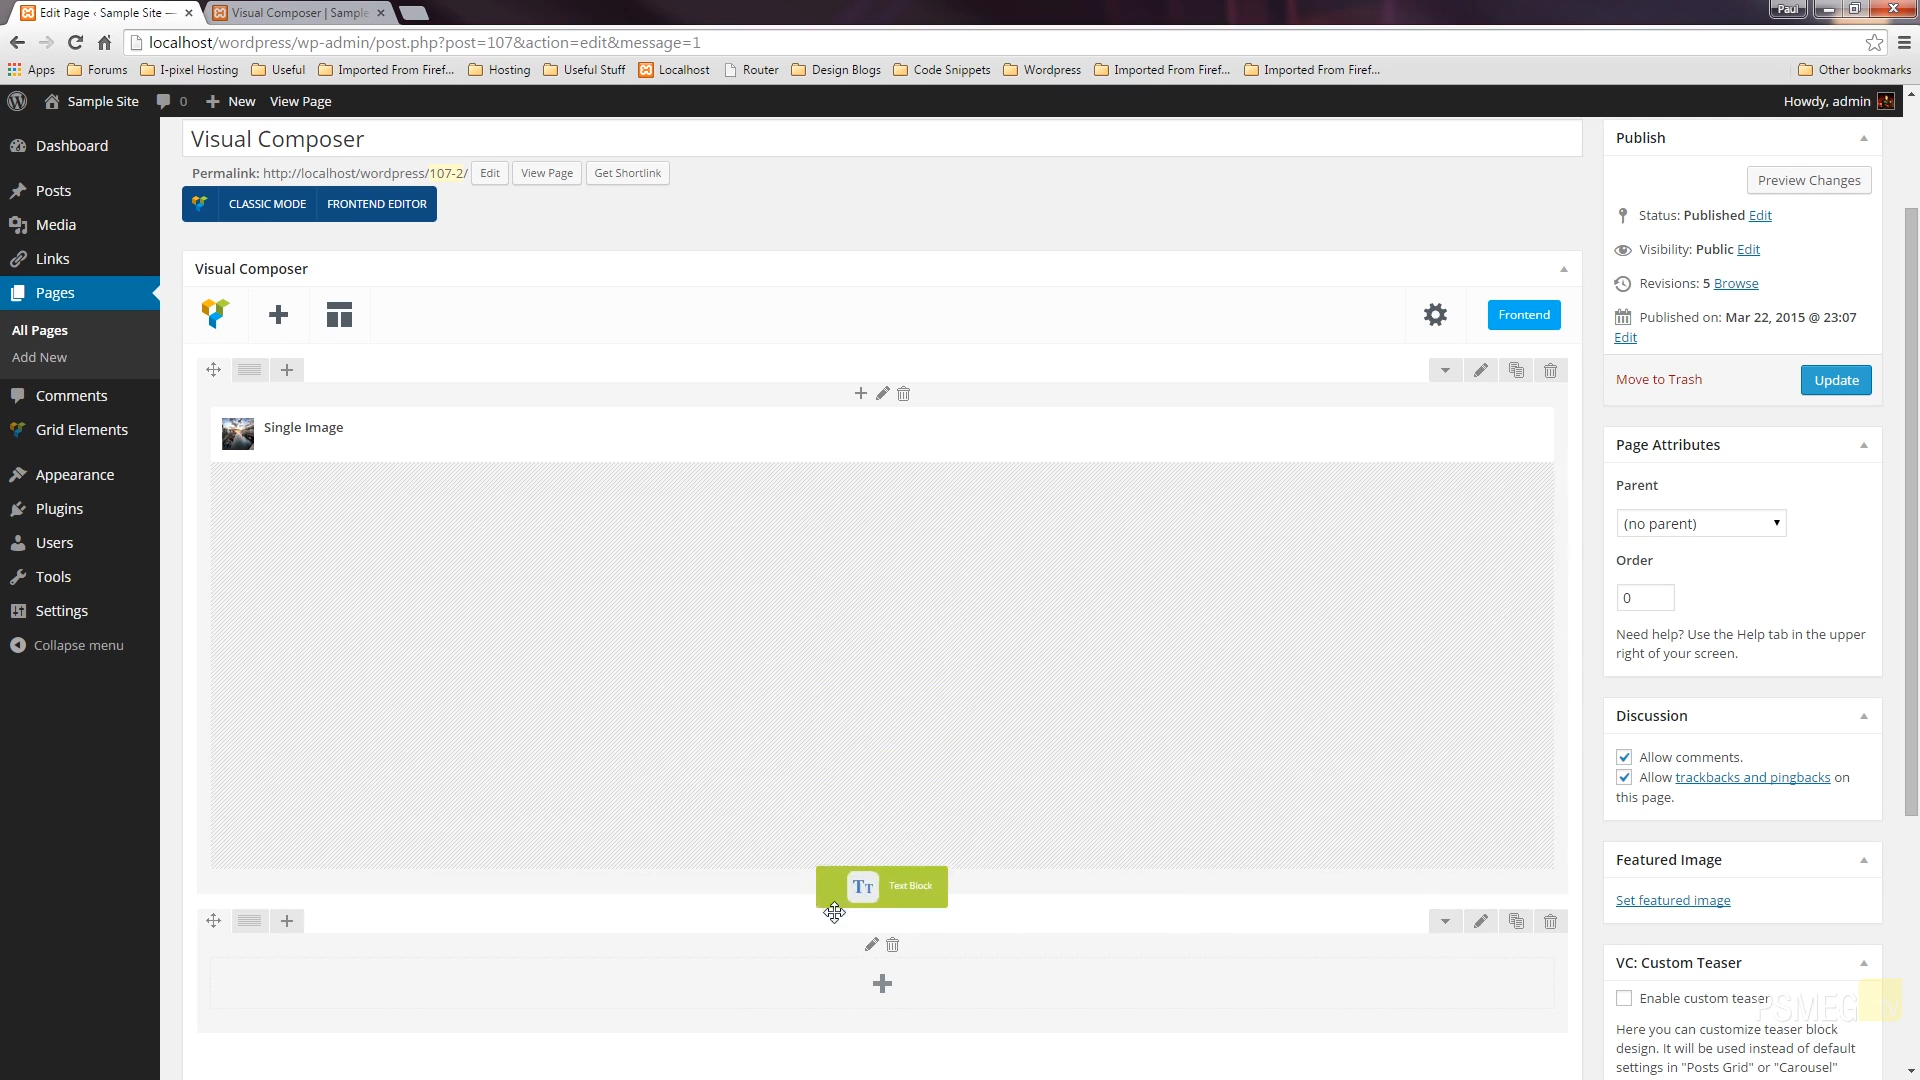 Edit Page ‹ Sample Site —
Visual Composer | Sample
Paul
localhost/wordpress/wp-admin/post.php?post=107&action=edit&message=1
Apps
Forums
I-pixel Hosting
Useful
Imported From Firef...
Hosting
Useful Stuff
Localhost
Router
Design Blogs
Code Snippets
Wordpress
Imported From Firef...
Imported From Firef...
Other bookmarks
Sample Site
0
New
View Page
Howdy, admin
Dashboard
Posts
Media
Links
Pages
All Pages
Add New
Comments
Grid Elements
Appearance
Plugins
Users
Tools
Settings
Collapse menu
Visual Composer
Permalink: http://localhost/wordpress/107-2/
Edit
View Page
Get Shortlink
CLASSIC MODE
FRONTEND EDITOR
Visual Composer
Frontend
Single Image
TT Text Block
Publish
Preview Changes
Status: Published Edit
Visibility: Public Edit
Revisions: 5 Browse
Published on: Mar 22, 2015 @ 23:07
Edit
Move to Trash
Update
Page Attributes
Parent
(no parent)
Order
0
Need help? Use the Help tab in the upper
right of your screen.
Discussion
Allow comments.
Allow trackbacks and pingbacks on
this page.
Featured Image
Set featured image
VC: Custom Teaser
Enable custom teaser
PSMEG
Here you can customize teaser block
design. It will be used instead of default
settings in "Posts Grid" or "Carousel"